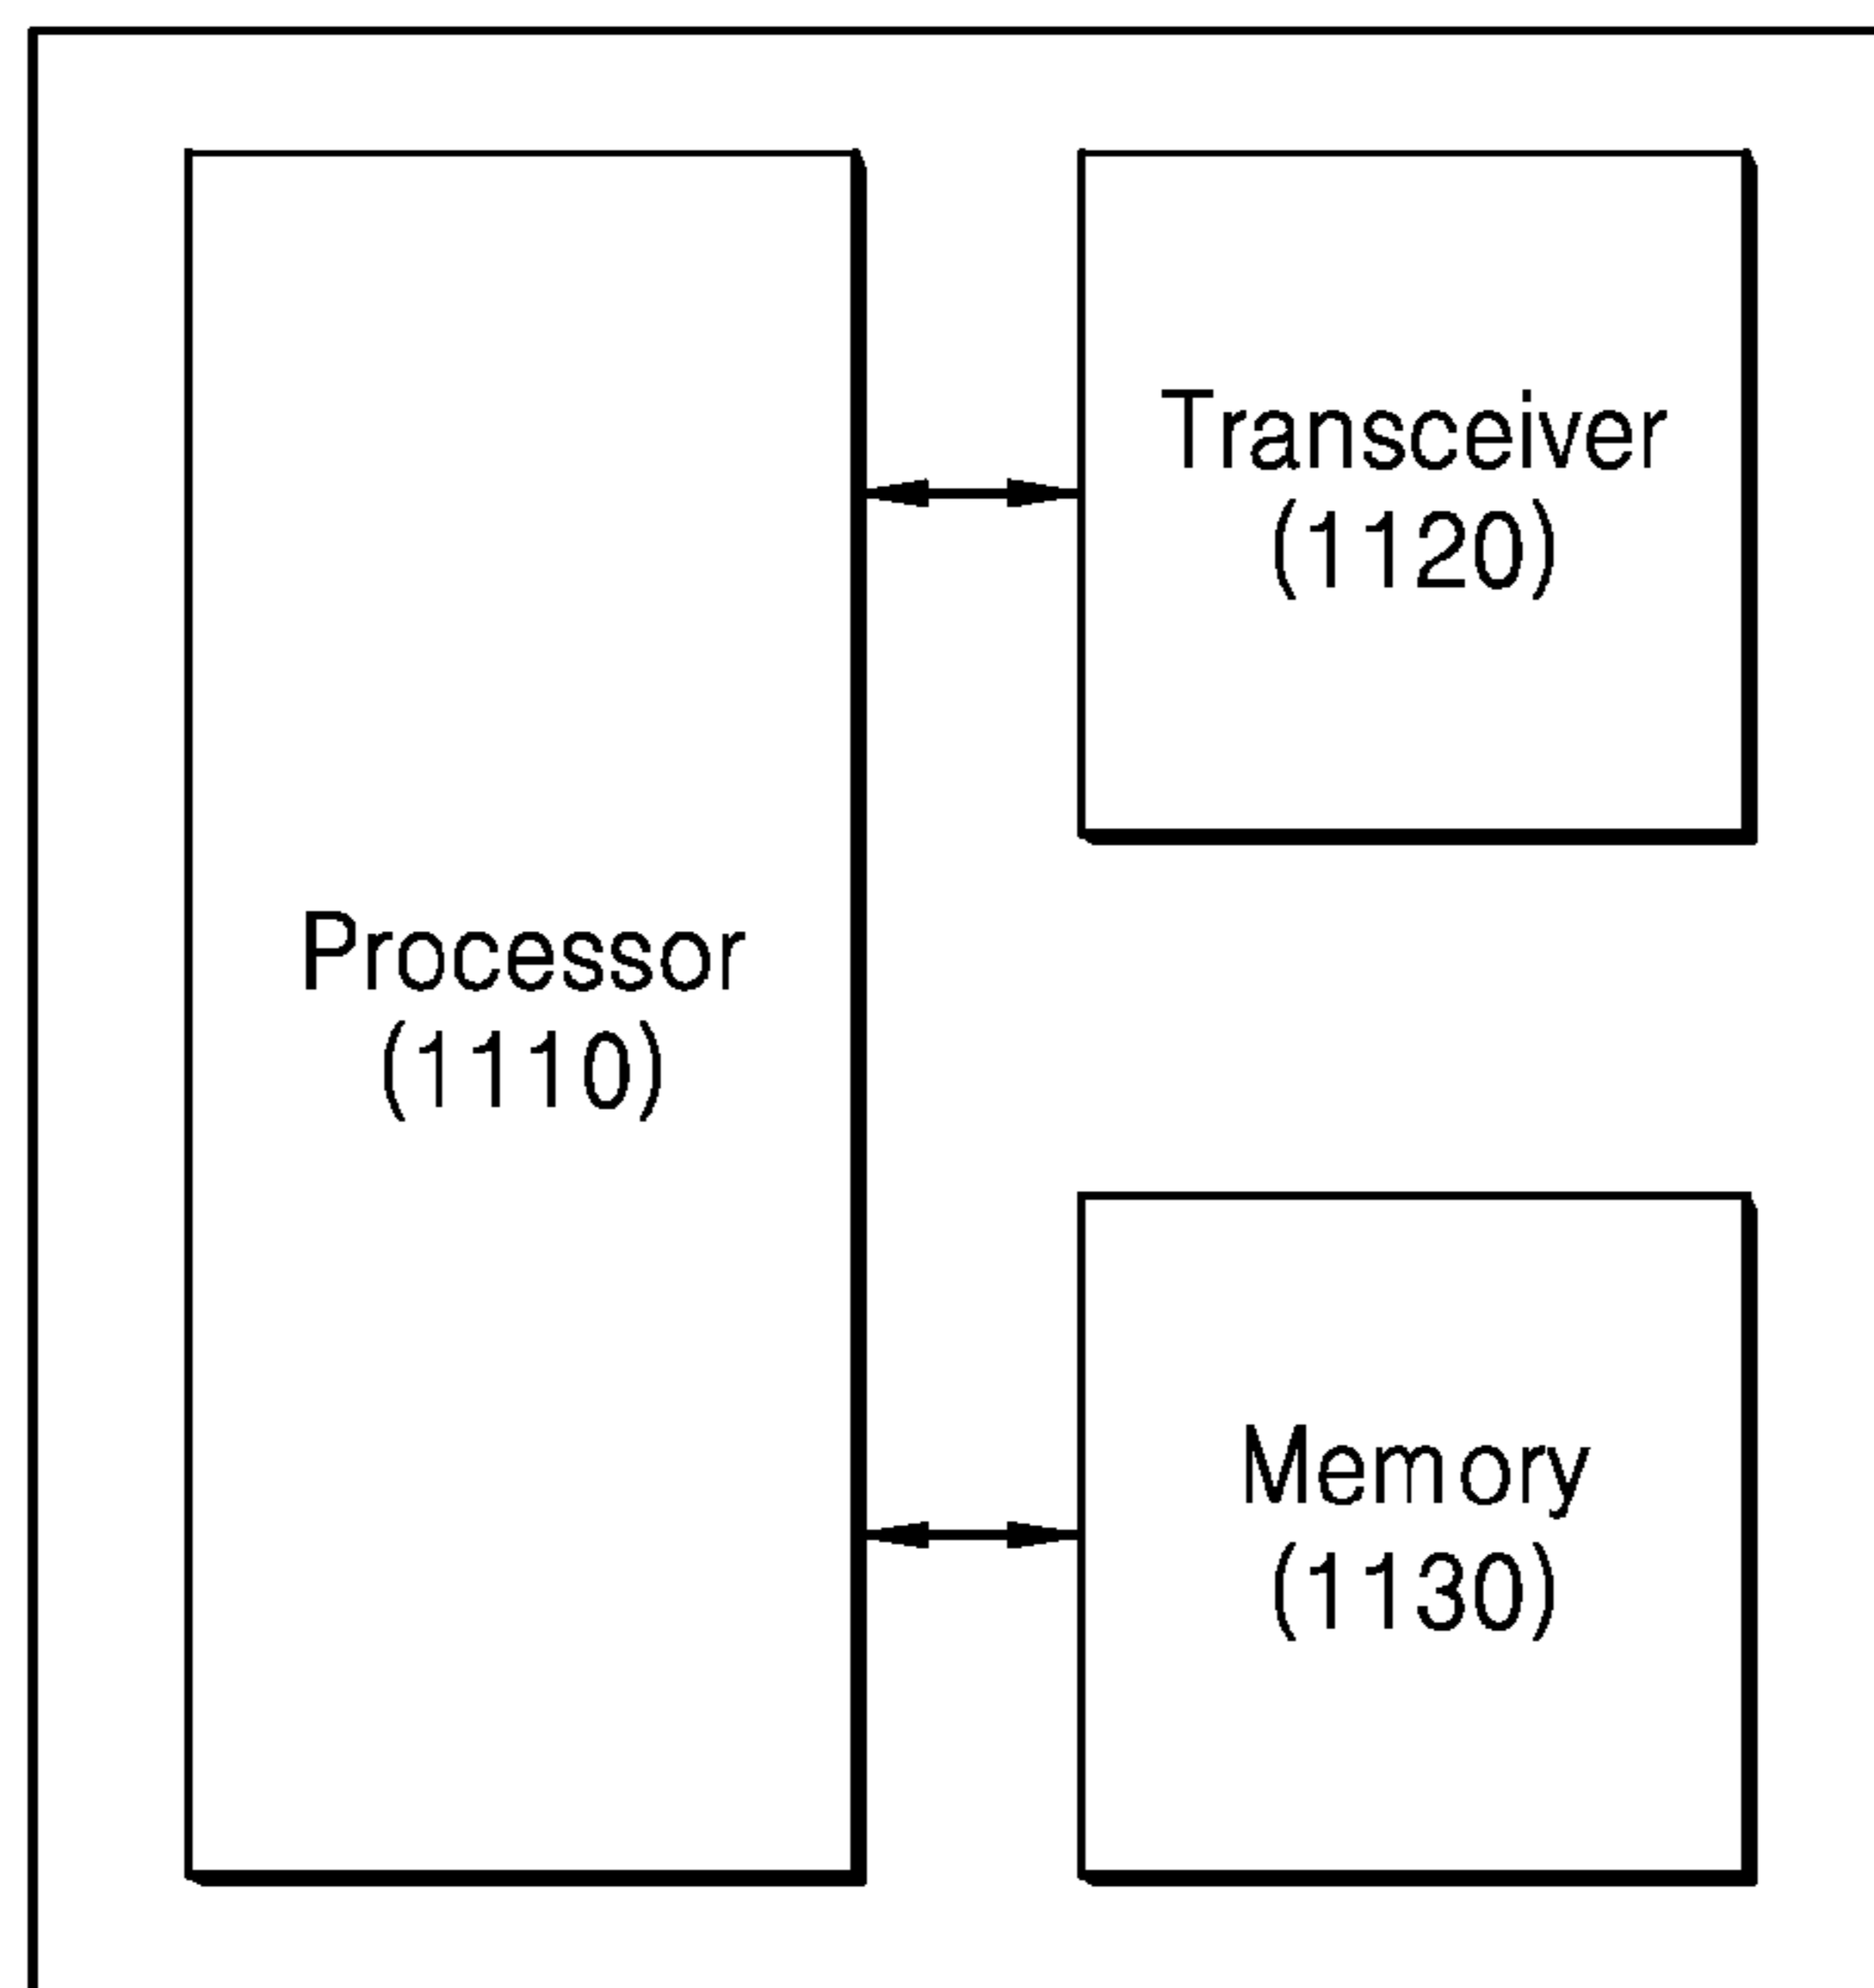 Transceiver
(1120)
Processor
(1110)
Memory
(1130)